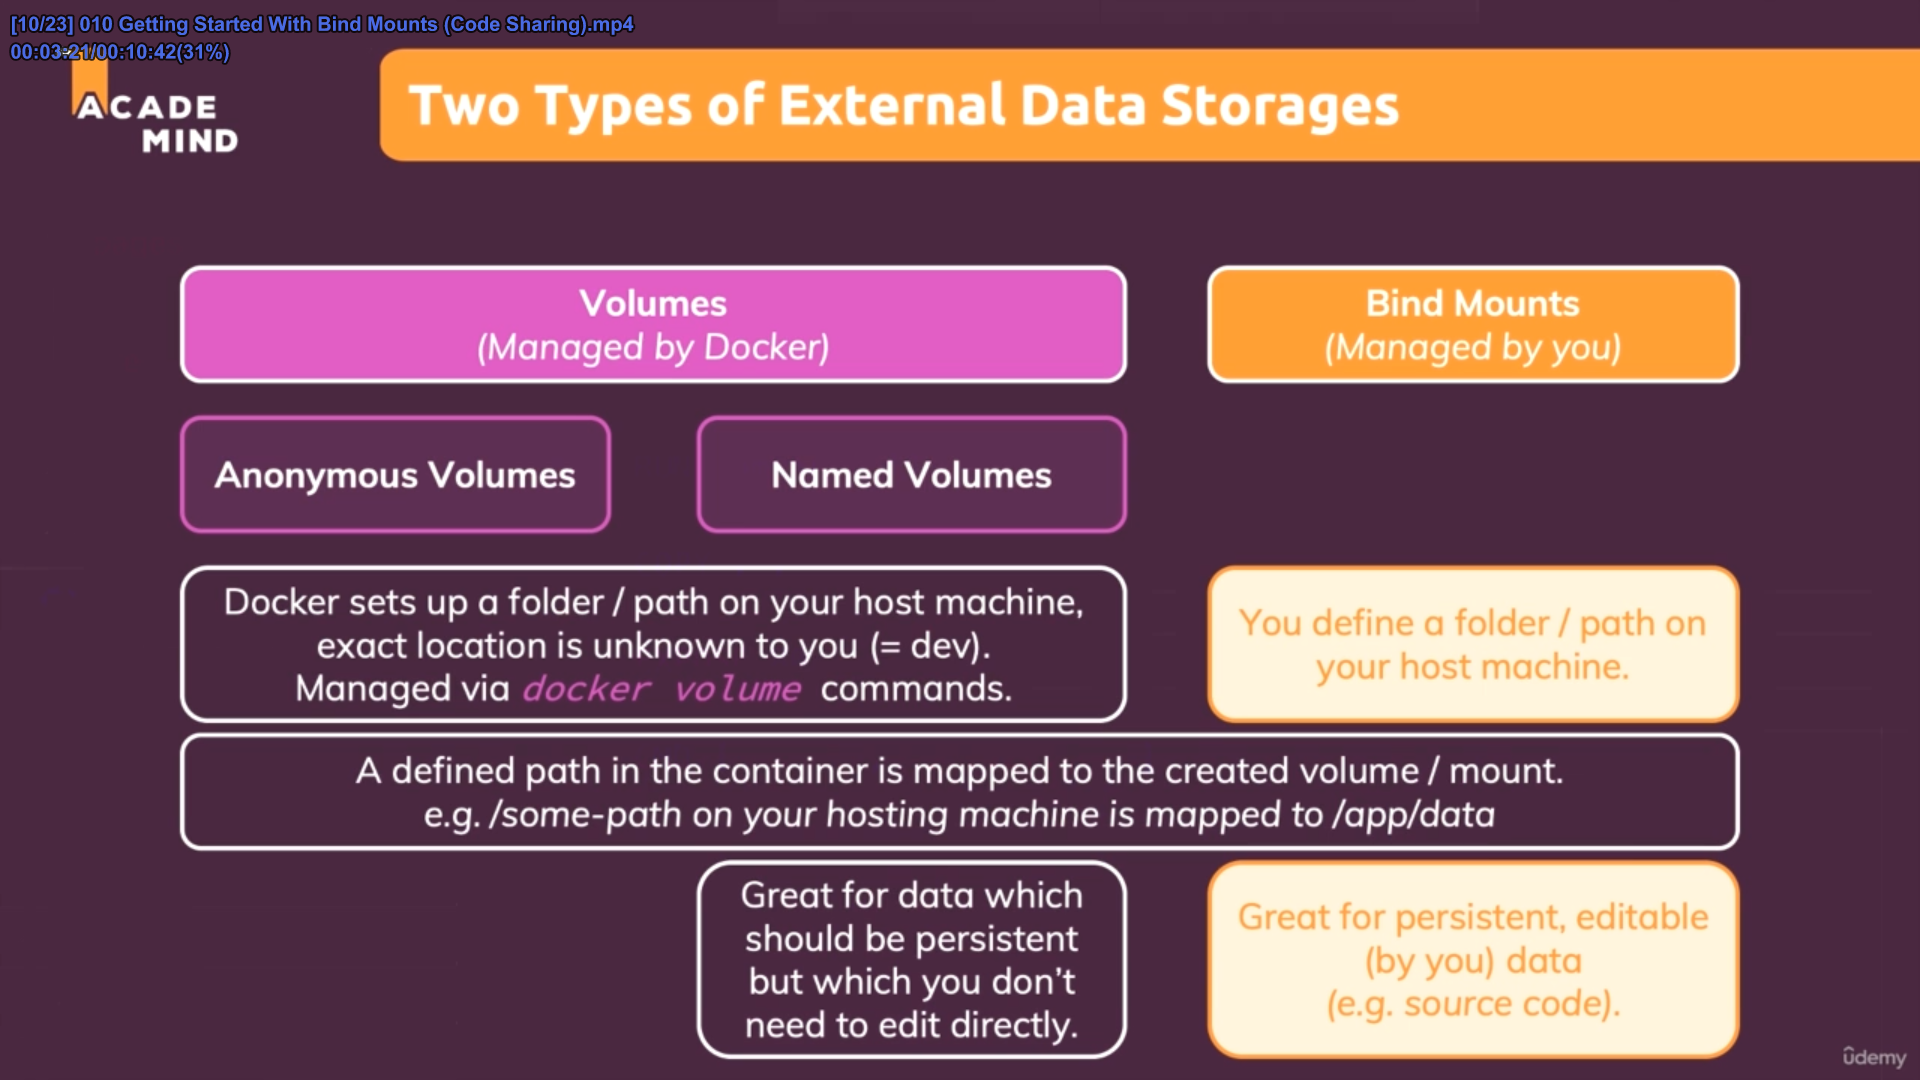 [10/23] 010 Getting Started With Bind Mounts (Code Sharing).mp4
00:03:21/00:10:42(31%)
ACADE
MIND
Two Types of External Data Storages
Volumes
(Managed by Docker)
Bind Mounts
(Managed by you)
Anonymous Volumes
Named Volumes
Docker sets up a folder / path on your host machine,
exact location is unknown to you (= dev).
Managed via docker volume commands.
You define a folder / path on
your host machine.
A defined path in the container is mapped to the created volume / mount.
e.g. /some-path on your hosting machine is mapped to /app/data
Great for data which
should be persistent
but which you don't
need to edit directly.
Great for persistent, editable
(by you) data
(e.g. source code).
ûdemy